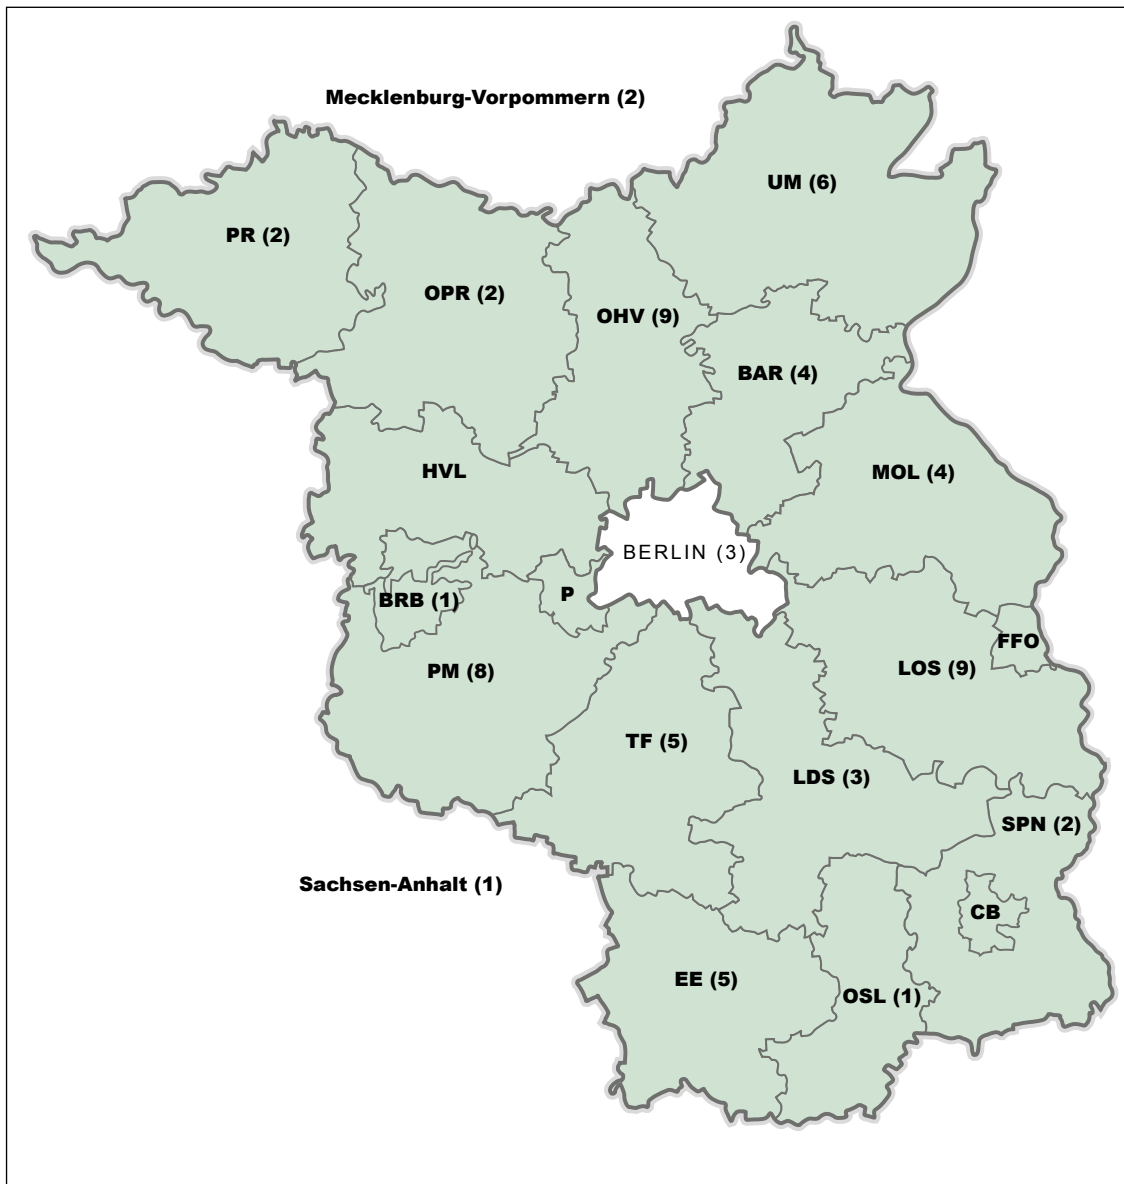 Mecklenburg-Vorpommern (2)
UM (6)
PR (2)
OPR (2)
OHV (9)
BAR (4)
HVL
MOL (4)
BERLIN (3)
BRB (1)
P
FFO
PM (8)
LOS (9)
TF (5)
LDS (3)
SPN (2)
Sachsen-Anhalt (1)
CB
EE (5)
OSL (1)